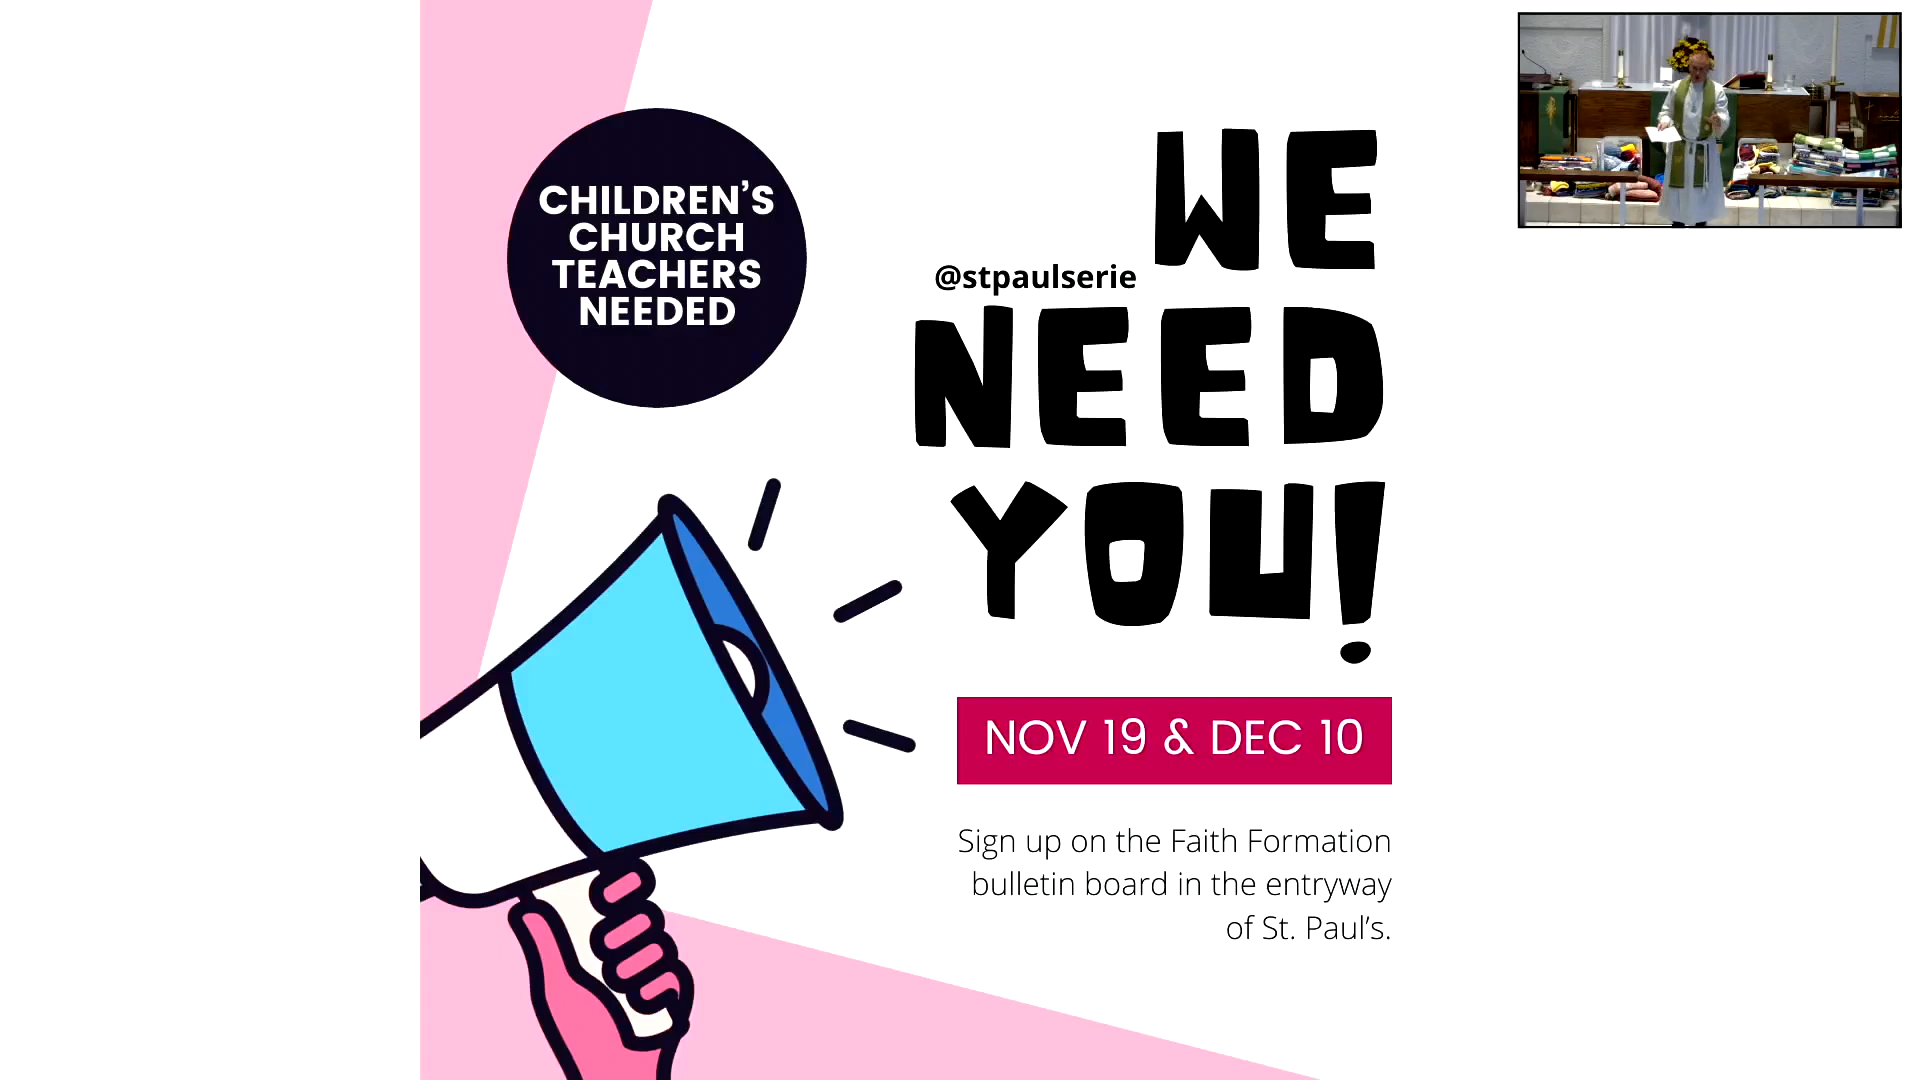 CHILDREN’S
CHURCH
TEACHERS
NEEDED
WE
@stpaulserie
NEED
YOU!
NOV 19 & DEC 10
Sign up on the Faith Formation
bulletin board in the entryway
of St. Paul’s.